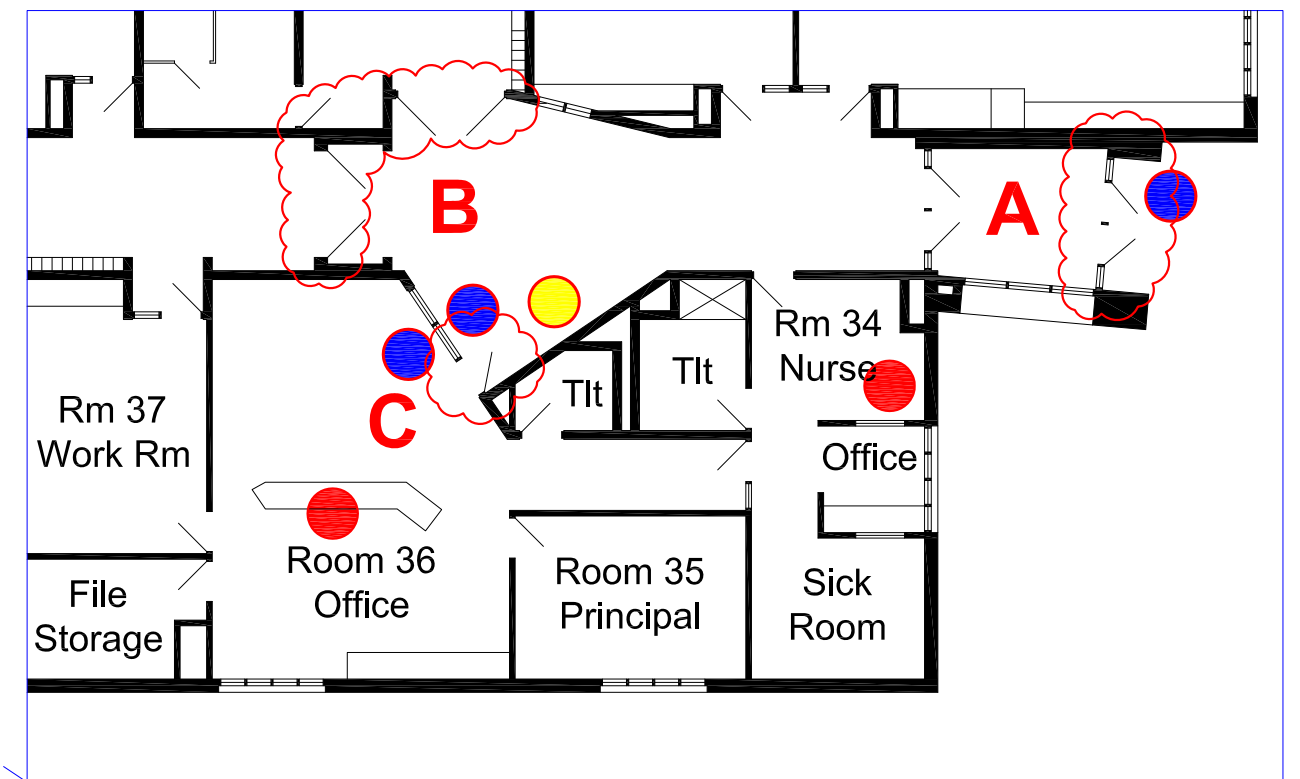 B
A
Rm 34
Nurse
Tlt
Tlt
C
Rm 37
Work Rm
Office
Room 36
Office
Room 35
Principal
Sick
Room
File
Storage